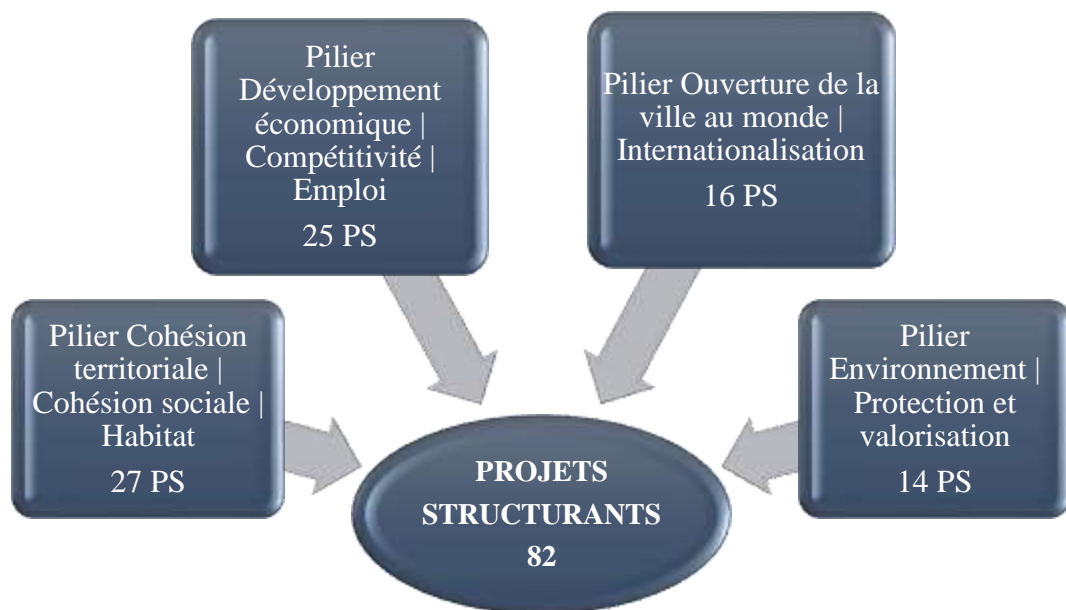 Pilier
Développement
économique |
Compétitivité |
Emploi
25 PS
Pilier Ouverture de la
ville au monde |
Internationalisation
16 PS
Pilier Cohésion
territoriale |
Cohésion sociale |
Habitat
27 PS
Pilier
Environnement |
Protection et
valorisation
14 PS
PROJETS
STRUCTURANTS
82